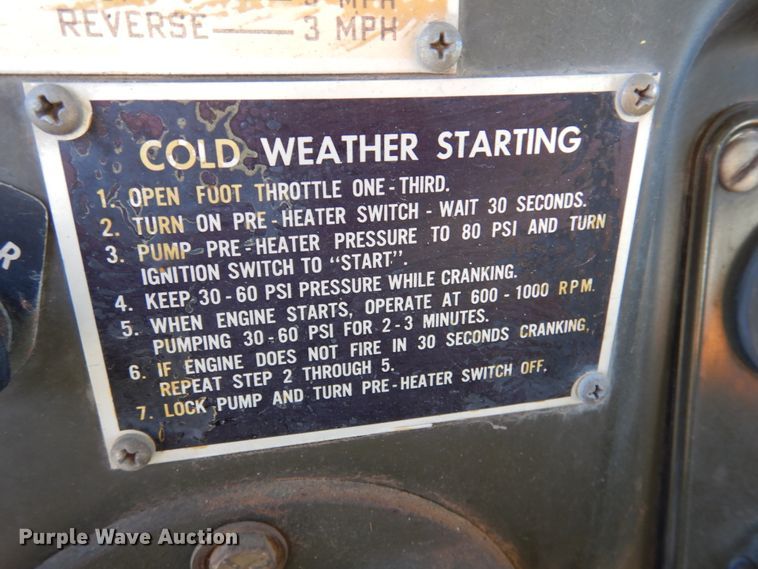 REVERSE — 3 MPH
COLD WEATHER STARTING
1. OPEN FOOT THROTTLE ONE-THIRD.
2. TURN ON PRE-HEATER SWITCH - WAIT 30 SECONDS.
3. PUMP PRE-HEATER PRESSURE TO 80 PSI AND TURN
IGNITION SWITCH TO "START".
4. KEEP 30-60 PSI PRESSURE WHILE CRANKING.
5. WHEN ENGINE STARTS, OPERATE AT 600-1000 RPM.
PUMPING 30-60 PSI FOR 2-3 MINUTES.
6. IF ENGINE DOES NOT FIRE IN 30 SECONDS CRANKING,
REPEAT STEP 2 THROUGH 5.
7. LOCK PUMP AND TURN PRE-HEATER SWITCH OFF.
R
Purple Wave Auction